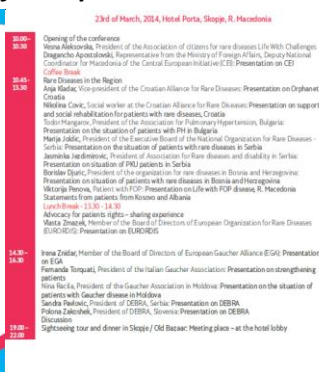 23rd of March, 2014, Hotel Porta, Skopje, R. Macedonia
10.00 – 10.30
Opening of the conference
Vesna Aleksovska, President of the Association of citizens for rare diseases Life With Challenges
Dragancho Apostolovski, Representative from the Ministry of Foreign Affairs, Deputy National
Coordinator for Macedonia of the Central European Initiative (CEI): Presentation on CEI
Coffee Break
10.45 - 13.30
Rare Diseases in the Region
Anja Kladar, Vice-president of the Croatian Alliance for Rare Diseases: Presentation on Orphanet
Croatia
Nikolina Covic, Social worker at the Croatian Alliance for Rare Diseases: Presentation on support
and social rehabilitation for patients with rare diseases, Croatia
Todor Mangarov, President of the Association for Pulmonary Hypertension, Bulgaria:
Presentation on the situation of patients with PH in Bulgaria
Marija Joldic, President of the Executive Board of the National Organization for Rare Diseases -
Serbia: Presentation on the situation of patients with rare diseases in Serbia
Jasminka Jezdimirovic, President of Association for Rare diseases and disability in Serbia:
Presentation on situation of PKU patients in Serbia
Borislav Djuric, President of the organization for rare diseases in Bosnia and Herzegovina:
Presentation on situation of patients with rare diseases in Bosnia and Herzegovina
Viktorija Penova, Patient with FOP: Presentation on Life with FOP disease, R. Macedonia
Statements from patients from Kosovo and Albania
Lunch Break - 13.30 - 14.30
Advocacy for patients rights – sharing experience
Vlasta Zmazek, Member of the Board of Directors of European Organization for Rare Diseases
(EURORDIS): Presentation on EURORDIS
14.30 – 16.30
Irena Znidar, Member of the Board of Directors of European Gaucher Alliance (EGA): Presentation
on EGA
Fernanda Torquati, President of the Italian Gaucher Association: Presentation on strengthening
patients
Nina Racila, President of the Gaucher Association in Moldova: Presentation on the situation of
patients with Gaucher disease in Moldova
Sandra Pavlovic, President of DEBRA, Serbia: Presentation on DEBRA
Polona Zakoshek, President of DEBRA, Slovenia: Presentation on DEBRA
Discussion
19.00 – 22.00
Sightseeing tour and dinner in Skopje / Old Bazaar: Meeting place – at the hotel lobby